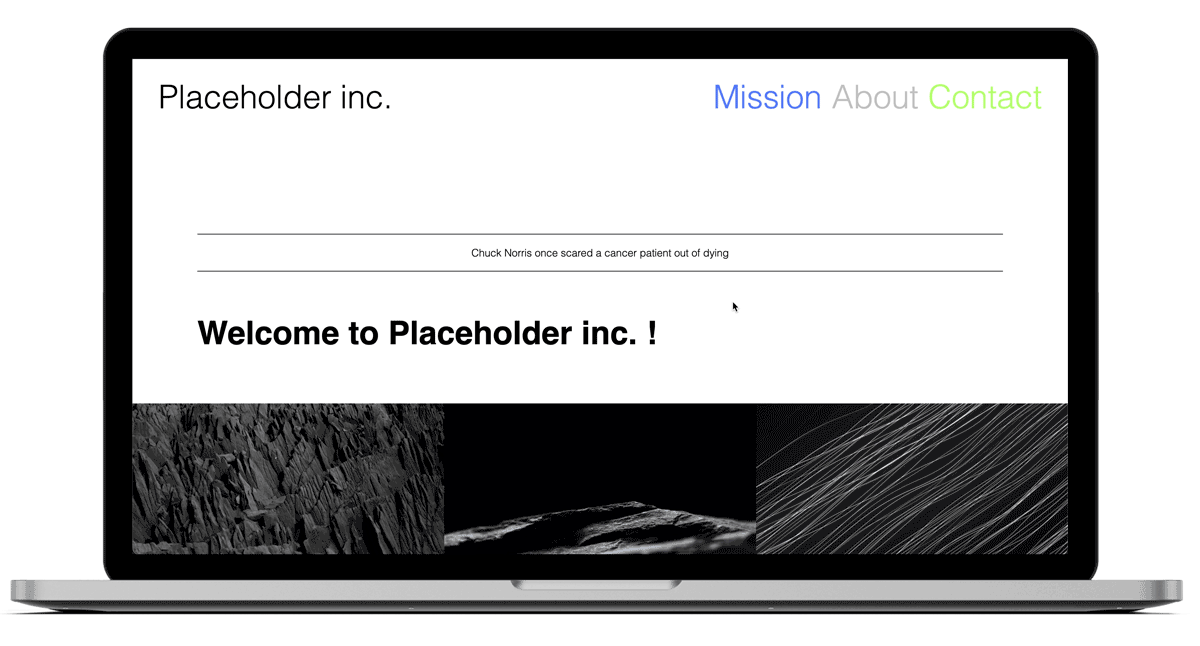 Placeholder inc.
Mission About Contact
Chuck Norris once scared a cancer patient out of dying
Welcome to Placeholder inc. !